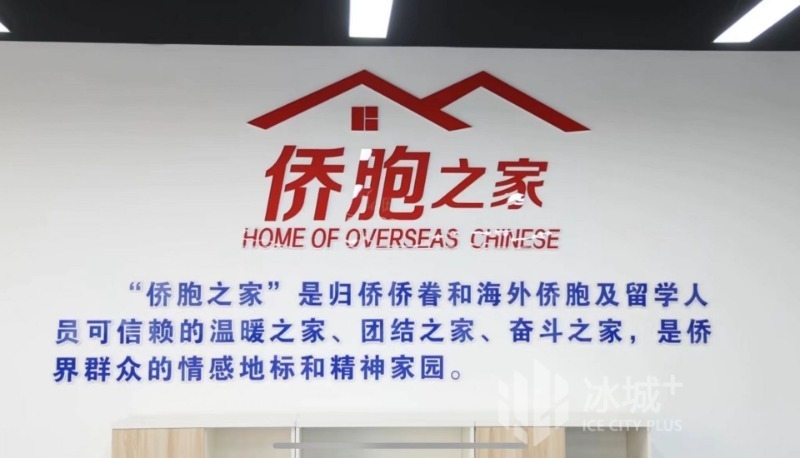 侨胞之家
HOME OF OVERSEAS CHINESE
“侨胞之家”是归侨侨眷和海外侨胞及留学人
员可信赖的温暖之家、团结之家、奋斗之家，是侨
界群众的情感地标和精神家园。
冰城+
ICE CITY PLUS